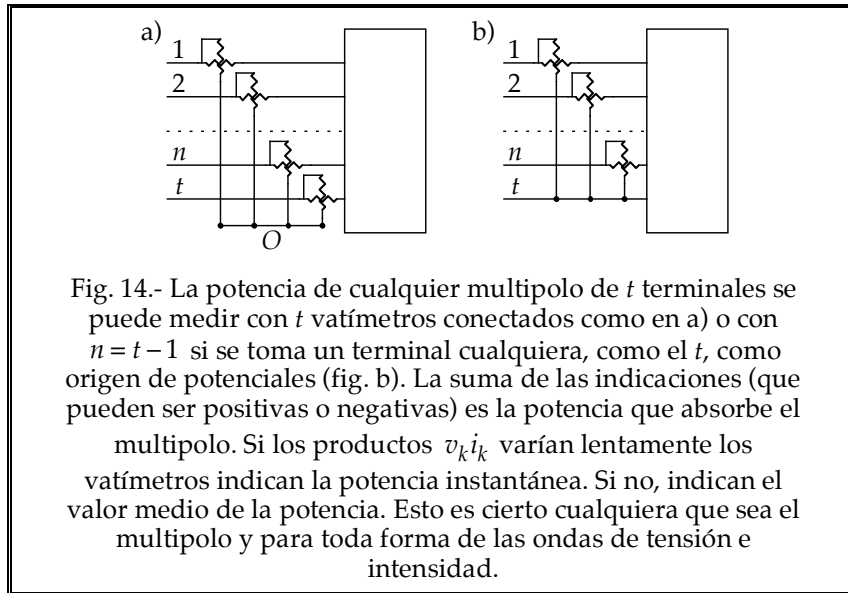 a)
1
2
n
t
O
b)
1
2
n
t
Fig. 14.- La potencia de cualquier multipolo de t terminales se
puede medir con t vatímetros conectados como en a) o con
n = t – 1 si se toma un terminal cualquiera, como el t, como
origen de potenciales (fig. b). La suma de las indicaciones (que
pueden ser positivas o negativas) es la potencia que absorbe el
multipolo. Si los productos v_k i_k varían lentamente los
vatímetros indican la potencia instantánea. Si no, indican el
valor medio de la potencia. Esto es cierto cualquiera que sea el
multipolo y para toda forma de las ondas de tensión e
intensidad.